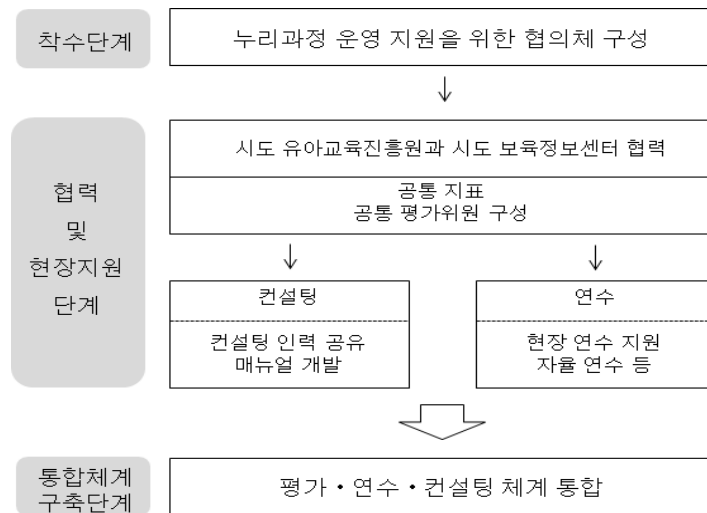 착수단계
누리과정 운영 지원을 위한 협의체 구성
협력
및
현장지원
단계
시도 유아교육진흥원과 시도 보육정보센터 협력
공통 지표
공통 평가위원 구성
컨설팅
컨설팅 인력 공유
매뉴얼 개발
연수
현장 연수 지원
자율 연수 등
통합체계
구축단계
평가・연수・컨설팅 체계 통합